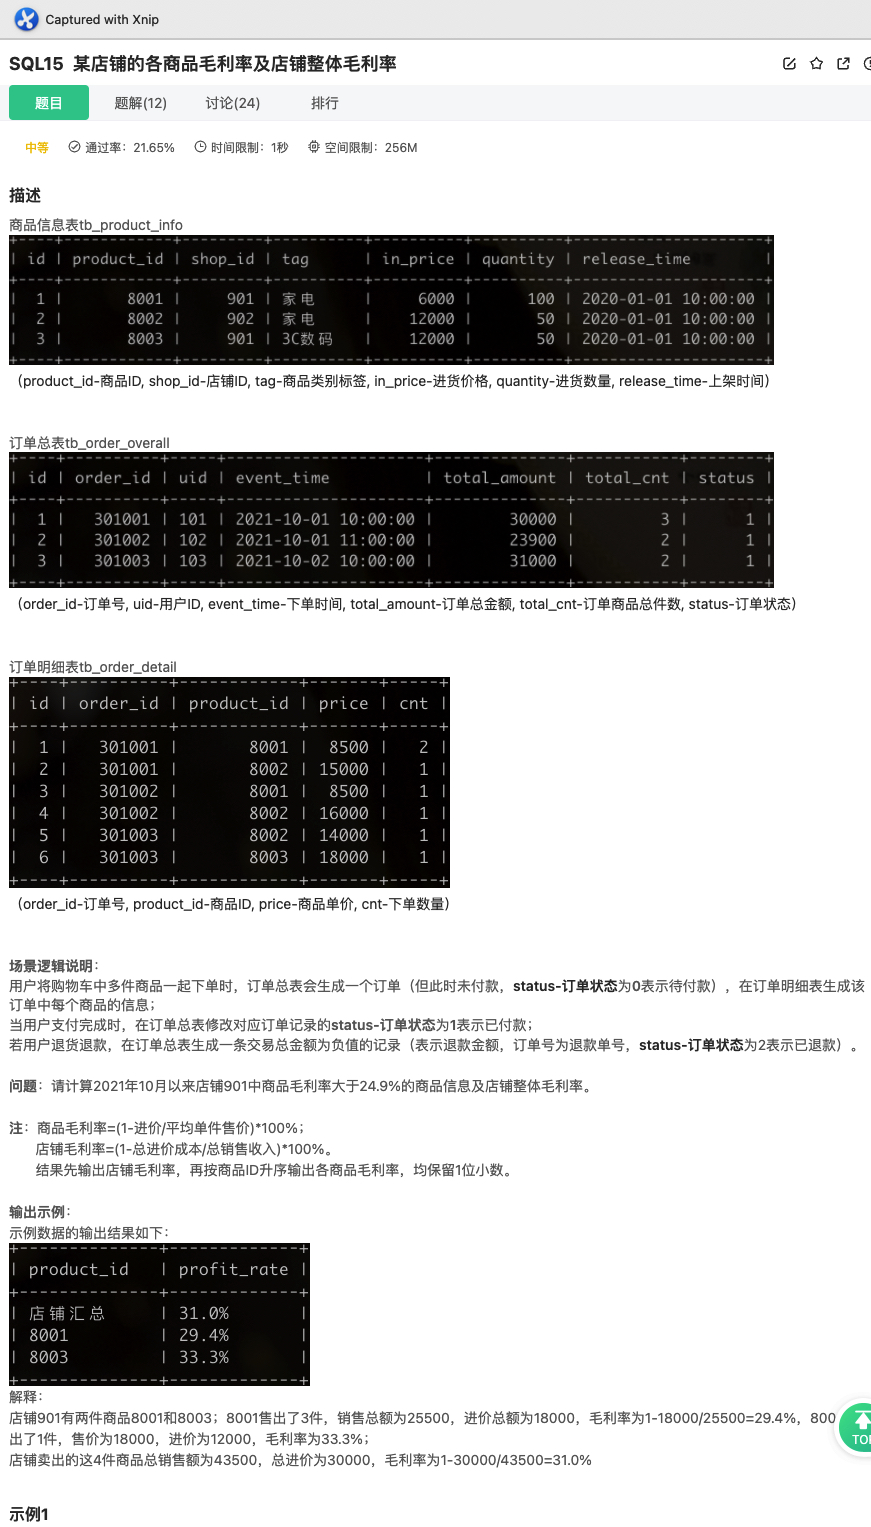 Captured with Xnip
SQL15 某店铺的各商品毛利率及店铺整体毛利率
题目 题解(12) 讨论(24) 排行
中等 通过率：21.65% 时间限制：1秒 空间限制：256M
描述
商品信息表tb_product_info
| id | product_id | shop_id | tag | in_price | quantity | release_time |
| 1 | 8001 | 901 | 家电 | 6000 | 100 | 2020-01-01 10:00:00 |
| 2 | 8002 | 902 | 家电 | 12000 | 50 | 2020-01-01 10:00:00 |
| 3 | 8003 | 901 | 3C数码 | 12000 | 50 | 2020-01-01 10:00:00 |
（product_id-商品ID, shop_id-店铺ID, tag-商品类别标签, in_price-进货价格, quantity-进货数量, release_time-上架时间）
订单总表tb_order_overall
| id | order_id | uid | event_time | total_amount | total_cnt | status |
| 1 | 301001 | 101 | 2021-10-01 10:00:00 | 30000 | 3 | 1 |
| 2 | 301002 | 102 | 2021-10-01 11:00:00 | 23900 | 2 | 1 |
| 3 | 301003 | 103 | 2021-10-02 10:00:00 | 31000 | 2 | 1 |
（order_id-订单号, uid-用户ID, event_time-下单时间, total_amount-订单总金额, total_cnt-订单商品总件数, status-订单状态）
订单明细表tb_order_detail
| id | order_id | product_id | price | cnt |
| 1 | 301001 | 8001 | 8500 | 2 |
| 2 | 301001 | 8002 | 15000 | 1 |
| 3 | 301002 | 8001 | 8500 | 1 |
| 4 | 301002 | 8002 | 16000 | 1 |
| 5 | 301003 | 8002 | 14000 | 1 |
| 6 | 301003 | 8003 | 18000 | 1 |
（order_id-订单号, product_id-商品ID, price-商品单价, cnt-下单数量）
场景逻辑说明：
用户将购物车中多件商品一起下单时，订单总表会生成一个订单（但此时未付款，status-订单状态为0表示待付款），在订单明细表生成该
订单中每个商品的信息；
当用户支付完成时，在订单总表修改对应订单记录的status-订单状态为1表示已付款；
若用户退货退款，在订单总表生成一条交易总金额为负值的记录（表示退款金额，订单号为退款单号，status-订单状态为2表示已退款）。
问题：请计算2021年10月以来店铺901中商品毛利率大于24.9%的商品信息及店铺整体毛利率。
注：商品毛利率=(1-进价/平均单件售价)*100%；
店铺毛利率=(1-总进价成本/总销售收入)*100%。
结果先输出店铺毛利率，再按商品ID升序输出各商品毛利率，均保留1位小数。
输出示例：
示例数据的输出结果如下：
| product_id | profit_rate |
| 店铺汇总 | 31.0% |
| 8001 | 29.4% |
| 8003 | 33.3% |
解释：
店铺901有两件商品8001和8003；8001售出了3件，销售总额为25500，进价总额为18000，毛利率为1-18000/25500=29.4%，800
出了1件，售价为18000，进价为12000，毛利率为33.3%；
店铺卖出的这4件商品总销售额为43500，总进价为30000，毛利率为1-30000/43500=31.0%
示例1